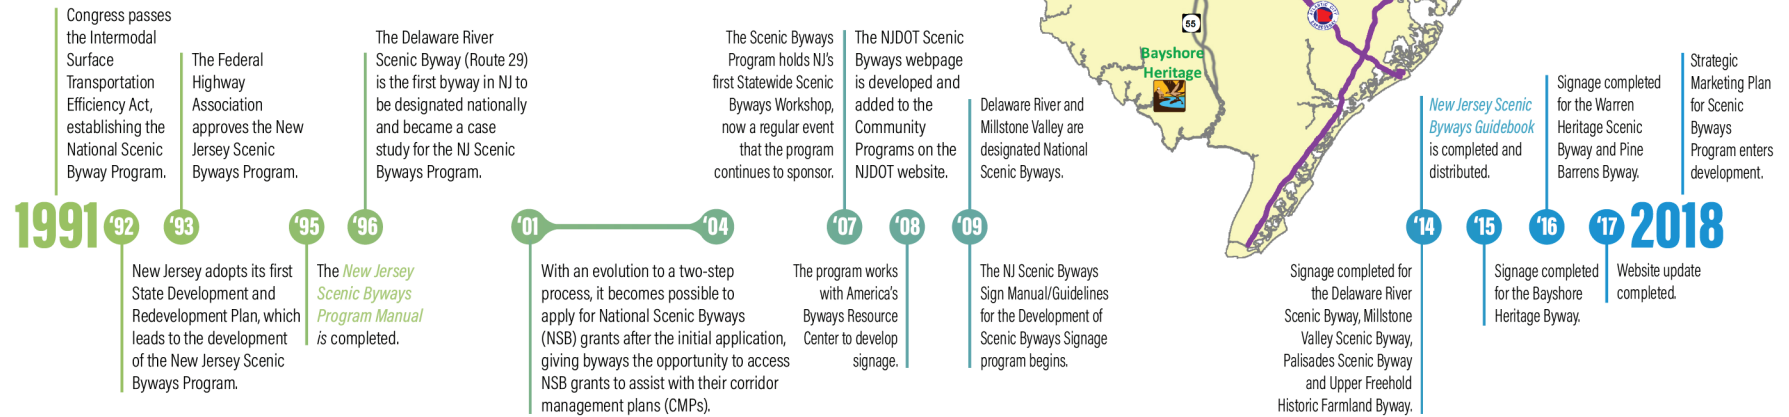 Congress passes
the Intermodal
Surface
Transportation
Efficiency Act,
establishing the
National Scenic
Byway Program.
The Federal
Highway
Association
approves the New
Jersey Scenic
Byways Program.
The Delaware River
Scenic Byway (Route 29)
is the first byway in NJ to
be designated nationally
and became a case
study for the NJ Scenic
Byways Program.
The Scenic Byways
Program holds NJ's
first Statewide Scenic
Byways Workshop,
now a regular event
that the program
continues to sponsor.
The NJDOT Scenic
Byways webpage
is developed and
added to the
Community
Programs on the
NJDOT website.
Delaware River and
Millstone Valley are
designated National
Scenic Byways.
55
Bayshore
Heritage
ATLANTIC CITY
EXPRESSWAY
New Jersey Scenic
Byways Guidebook
is completed and
distributed.
Signage completed
for the Warren
Heritage Scenic
Byway and Pine
Barrens Byway.
Strategic
Marketing Plan
for Scenic
Byways
Program enters
development.
1991 '92 '93 '95 '96 '01 '04 '07 '08 '09 '14 '15 '16 '17 2018
New Jersey adopts its first
State Development and
Redevelopment Plan, which
leads to the development
of the New Jersey Scenic
Byways Program.
The New Jersey
Scenic Byways
Program Manual
is completed.
With an evolution to a two-step
process, it becomes possible to
apply for National Scenic Byways
(NSB) grants after the initial application,
giving byways the opportunity to access
NSB grants to assist with their corridor
management plans (CMPs).
The program works
with America's
Byways Resource
Center to develop
signage.
The NJ Scenic Byways
Sign Manual/Guidelines
for the Development of
Scenic Byways Signage
program begins.
Signage completed for
the Delaware River
Scenic Byway, Millstone
Valley Scenic Byway,
Palisades Scenic Byway
and Upper Freehold
Historic Farmland Byway.
Signage completed
for the Bayshore
Heritage Byway.
Website update
completed.